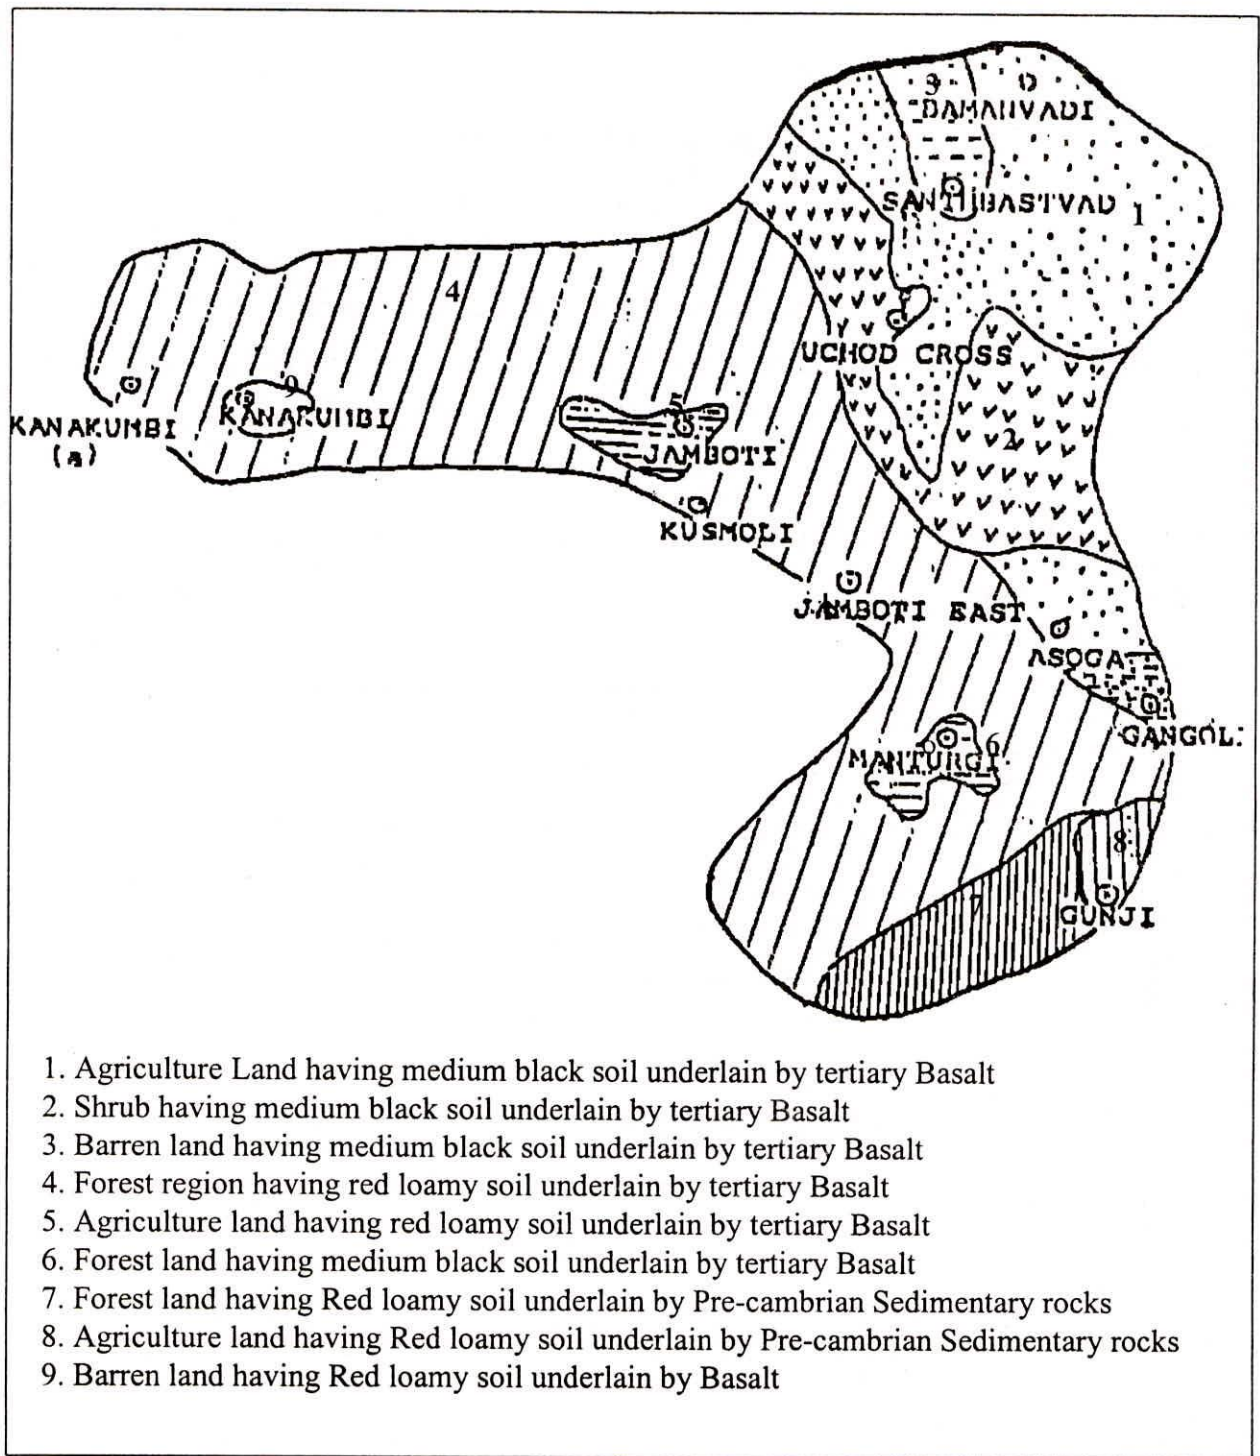 3
DAMANVADI
SANTIBASTVAD
1
4
UCHOD CROSS
9
KANAKUMBI
(a)
KANAKUMBI
5
JAMBOTI
2
KUSMOLI
JAMBOTI EAST
ASOGA
GANGOLI
6
MANTURGI
8
7
GUNJI
1. Agriculture Land having medium black soil underlain by tertiary Basalt
2. Shrub having medium black soil underlain by tertiary Basalt
3. Barren land having medium black soil underlain by tertiary Basalt
4. Forest region having red loamy soil underlain by tertiary Basalt
5. Agriculture land having red loamy soil underlain by tertiary Basalt
6. Forest land having medium black soil underlain by tertiary Basalt
7. Forest land having Red loamy soil underlain by Pre-cambrian Sedimentary rocks
8. Agriculture land having Red loamy soil underlain by Pre-cambrian Sedimentary rocks
9. Barren land having Red loamy soil underlain by Basalt